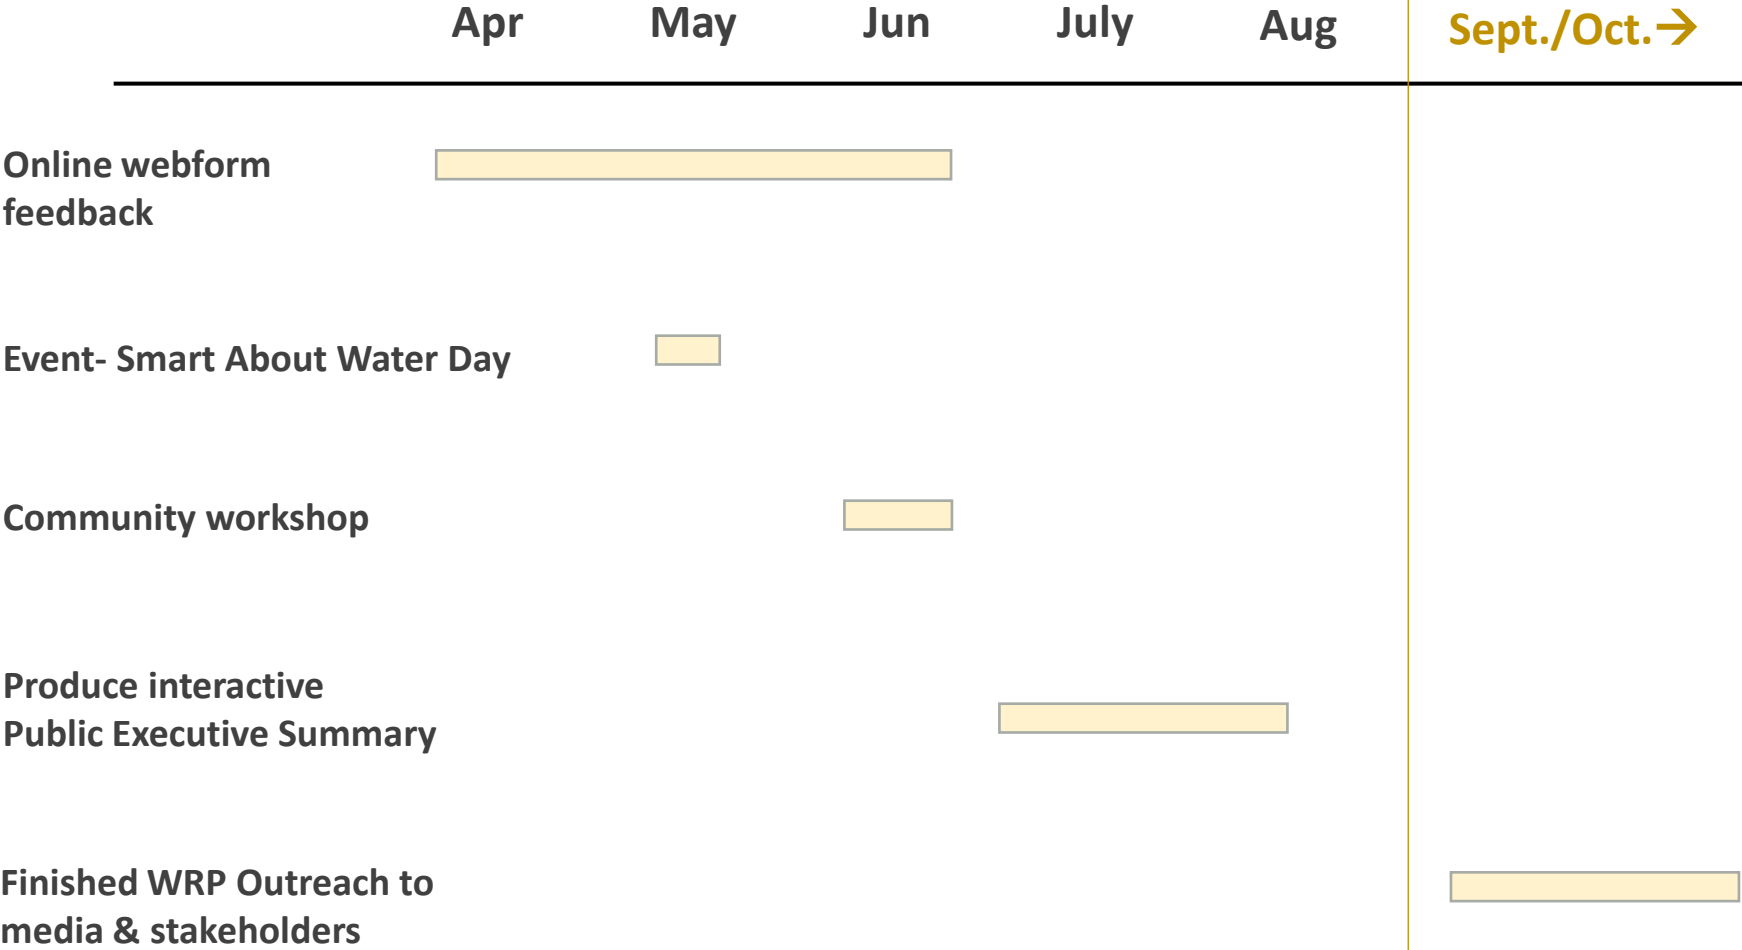 Apr May Jun July Aug Sept./Oct.→
Online webform
feedback
Event- Smart About Water Day
Community workshop
Produce interactive
Public Executive Summary
Finished WRP Outreach to
media & stakeholders